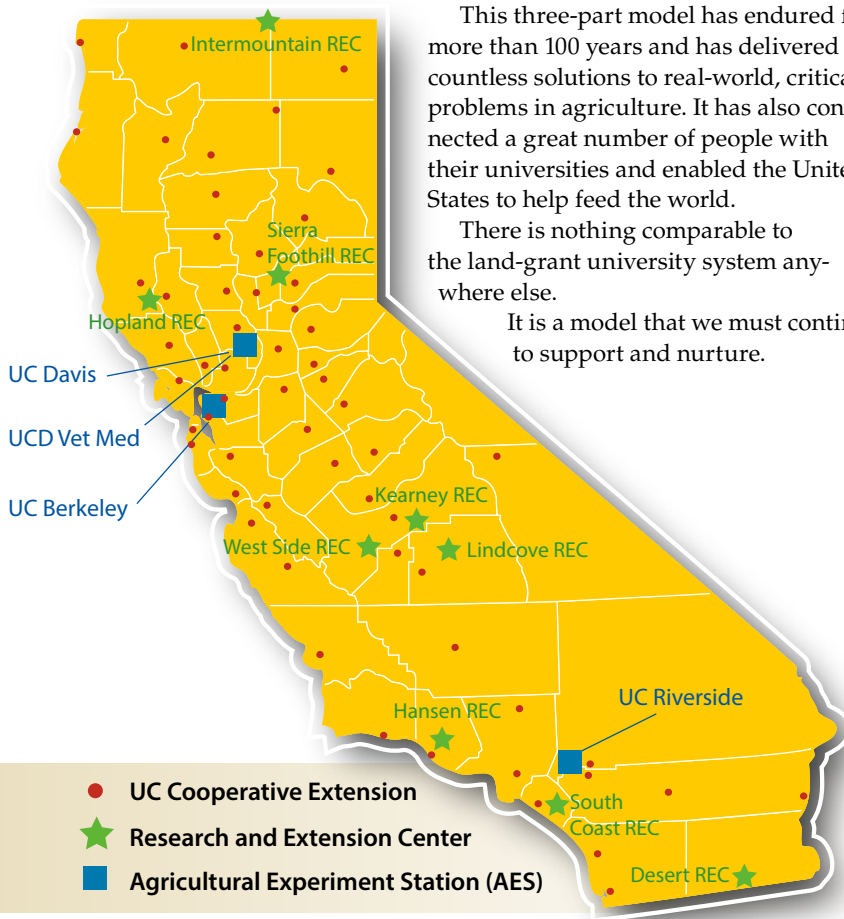 This three-part model has endured
more than 100 years and has delivered
countless solutions to real-world,
problems in agriculture. It has also con-
nected a great number of people with
their universities and enabled the
States to help feed the world.
There is nothing comparable to
the land-grant university system any-
where else.
It is a model that we must
to support and nurture.
Intermountain REC
Sierra
Foothill REC
Hopland REC
UC Davis
UCD Vet Med
UC Berkeley
Kearney REC
West Side REC
Lindcove REC
UC Riverside
Hansen REC
South
Coast REC
Desert REC
UC Cooperative Extension
Research and Extension Center
Agricultural Experiment Station (AES)